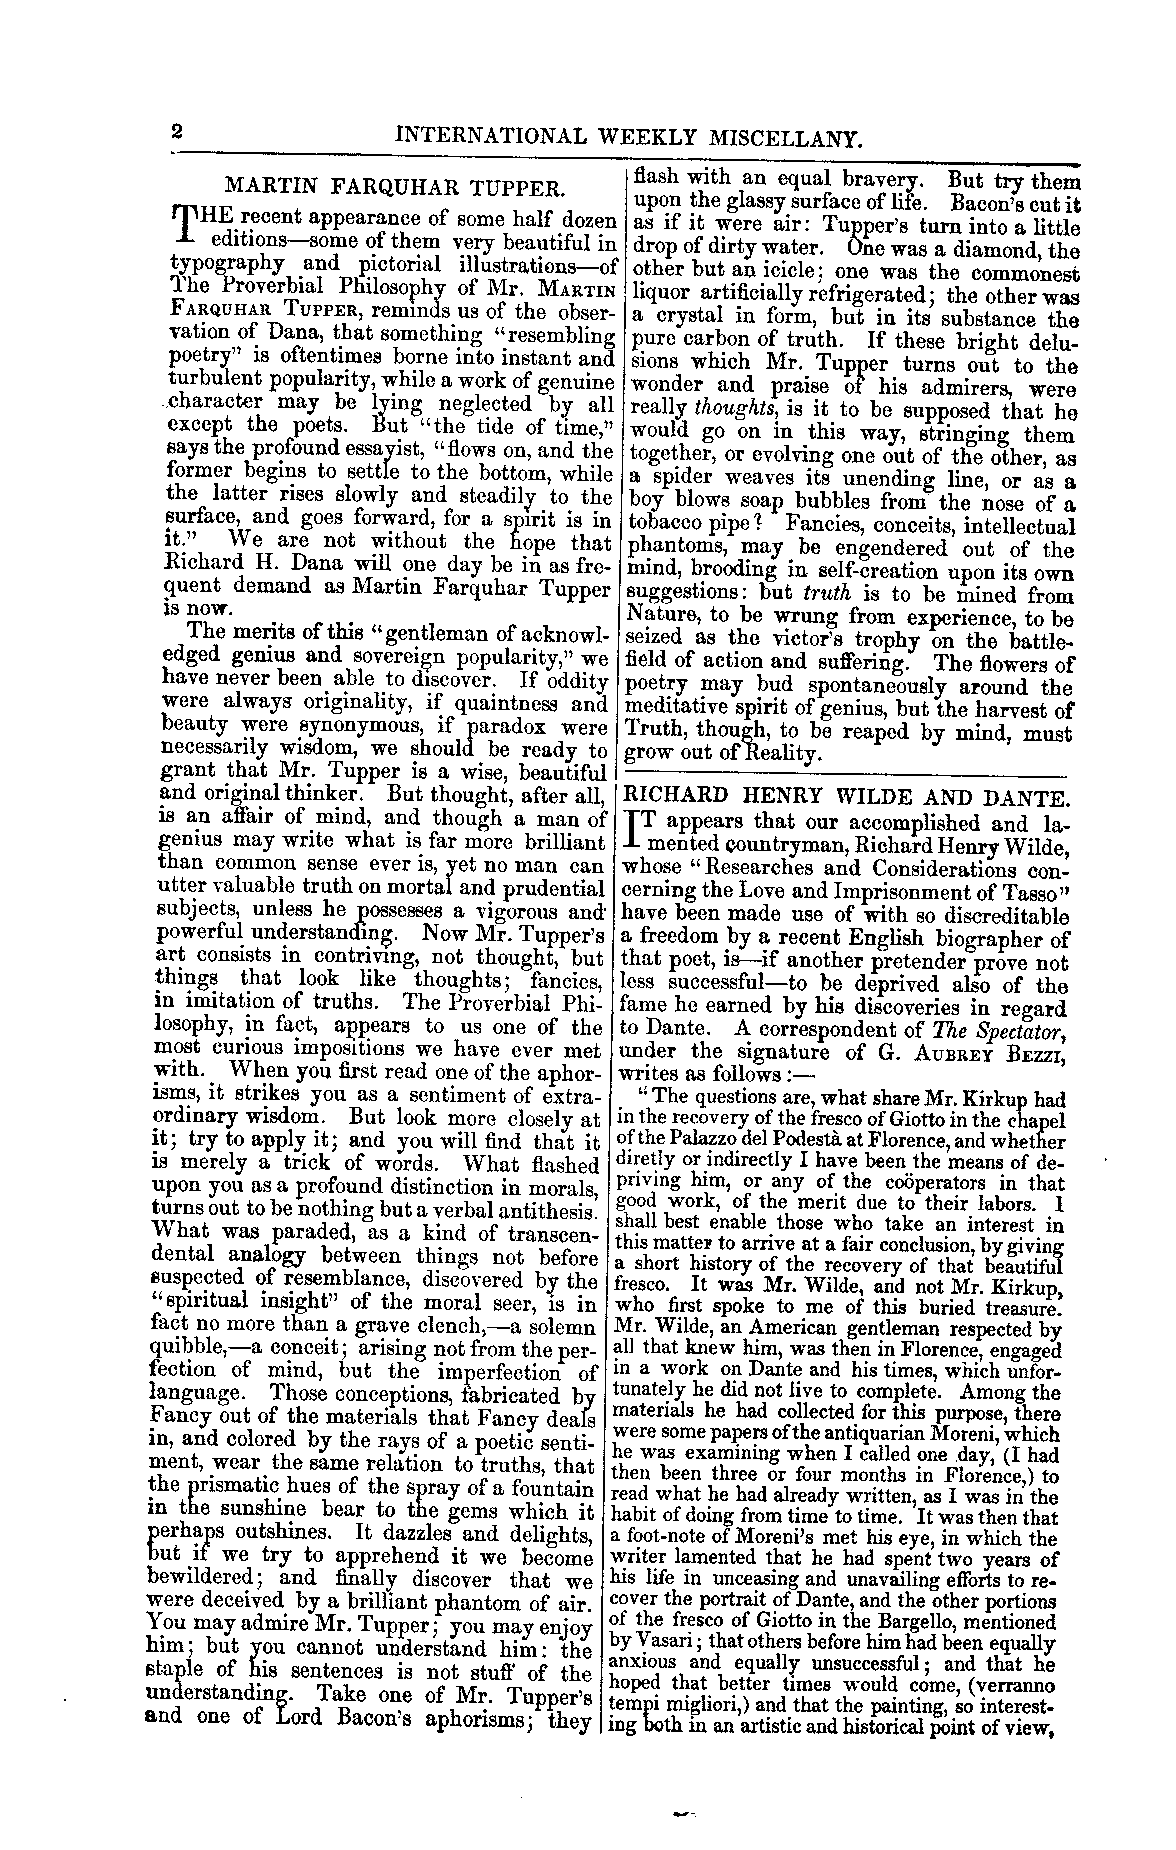 2
INTERNATIONAL WEEKLY MISCELLANY.
MARTIN FARQUHAR TUPPER.
THE recent appearance of some half dozen
editions—some of them very beautiful in
typography and pictorial illustrations—of
The Proverbial Philosophy of Mr. MARTIN
FARQUHAR TUPPER, reminds us of the obser-
vation of Dana, that something "resembling
poetry" is oftentimes borne into instant and
turbulent popularity, while a work of genuine
character may be lying neglected by all
except the poets. But "the tide of time,"
says the profound essayist, "flows on, and the
former begins to settle to the bottom, while
the latter rises slowly and steadily to the
surface, and goes forward, for a spirit is in
it." We are not without the hope that
Richard H. Dana will one day be in as fre-
quent demand as Martin Farquhar Tupper
is now.
The merits of this "gentleman of acknowl-
edged genius and sovereign popularity," we
have never been able to discover. If oddity
were always originality, if quaintness and
beauty were synonymous, if paradox were
necessarily wisdom, we should be ready to
grant that Mr. Tupper is a wise, beautiful
and original thinker. But thought, after all,
is an affair of mind, and though a man of
genius may write what is far more brilliant
than common sense ever is, yet no man can
utter valuable truth on mortal and prudential
subjects, unless he possesses a vigorous and
powerful understanding. Now Mr. Tupper's
art consists in contriving, not thought, but
things that look like thoughts; fancies,
in imitation of truths. The Proverbial Phi-
losophy, in fact, appears to us one of the
most curious impositions we have ever met
with. When you first read one of the aphor-
isms, it strikes you as a sentiment of extra-
ordinary wisdom. But look more closely at
it; try to apply it; and you will find that it
is merely a trick of words. What flashed
upon you as a profound distinction in morals,
turns out to be nothing but a verbal antithesis.
What was paraded, as a kind of transcen-
dental analogy between things not before
suspected of resemblance, discovered by the
"spiritual insight" of the moral seer, is in
fact no more than a grave clench,—a solemn
quibble,—a conceit; arising not from the per-
fection of mind, but the imperfection of
language. Those conceptions, fabricated by
Fancy out of the materials that Fancy deals
in, and colored by the rays of a poetic senti-
ment, wear the same relation to truths, that
the prismatic hues of the spray of a fountain
in the sunshine bear to the gems which it
perhaps outshines. It dazzles and delights,
but if we try to apprehend it we become
bewildered; and finally discover that we
were deceived by a brilliant phantom of air.
You may admire Mr. Tupper; you may enjoy
him; but you cannot understand him: the
staple of his sentences is not stuff of the
understanding. Take one of Mr. Tupper's
and one of Lord Bacon's aphorisms; they
flash with an equal bravery. But try them
upon the glassy surface of life. Bacon's cut it
as if it were air: Tupper's turn into a little
drop of dirty water. One was a diamond, the
other but an icicle; one was the commonest
liquor artificially refrigerated; the other was
a crystal in form, but in its substance the
pure carbon of truth. If these bright delu-
sions which Mr. Tupper turns out to the
wonder and praise of his admirers, were
really thoughts, is it to be supposed that he
would go on in this way, stringing them
together, or evolving one out of the other, as
a spider weaves its unending line, or as a
boy blows soap bubbles from the nose of a
tobacco pipe? Fancies, conceits, intellectual
phantoms, may be engendered out of the
mind, brooding in self-creation upon its own
suggestions: but truth is to be mined from
Nature, to be wrung from experience, to be
seized as the victor's trophy on the battle-
field of action and suffering. The flowers of
poetry may bud spontaneously around the
meditative spirit of genius, but the harvest of
Truth, though, to be reaped by mind, must
grow out of Reality.
RICHARD HENRY WILDE AND DANTE.
IT appears that our accomplished and la-
mented countryman, Richard Henry Wilde,
whose "Researches and Considerations con-
cerning the Love and Imprisonment of Tasso"
have been made use of with so discreditable
a freedom by a recent English biographer of
that poet, is—if another pretender prove not
less successful—to be deprived also of the
fame he earned by his discoveries in regard
to Dante. A correspondent of The Spectator,
under the signature of G. AUBREY BEZZI,
writes as follows:—
"The questions are, what share Mr. Kirkup had
in the recovery of the fresco of Giotto in the chapel
of the Palazzo del Podestà at Florence, and whether
diretly or indirectly I have been the means of de-
priving him, or any of the coöperators in that
good work, of the merit due to their labors. I
shall best enable those who take an interest in
this matter to arrive at a fair conclusion, by giving
a short history of the recovery of that beautiful
fresco. It was Mr. Wilde, and not Mr. Kirkup,
who first spoke to me of this buried treasure.
Mr. Wilde, an American gentleman respected by
all that knew him, was then in Florence, engaged
in a work on Dante and his times, which unfor-
tunately he did not live to complete. Among the
materials he had collected for this purpose, there
were some papers of the antiquarian Moreni, which
he was examining when I called one day, (I had
then been three or four months in Florence,) to
read what he had already written, as I was in the
habit of doing from time to time. It was then that
a foot-note of Moreni's met his eye, in which the
writer lamented that he had spent two years of
his life in unceasing and unavailing efforts to re-
cover the portrait of Dante, and the other portions
of the fresco of Giotto in the Bargello, mentioned
by Vasari; that others before him had been equally
anxious and equally unsuccessful; and that he
hoped that better times would come, (verranno
tempi migliori,) and that the painting, so interest-
ing both in an artistic and historical point of view,